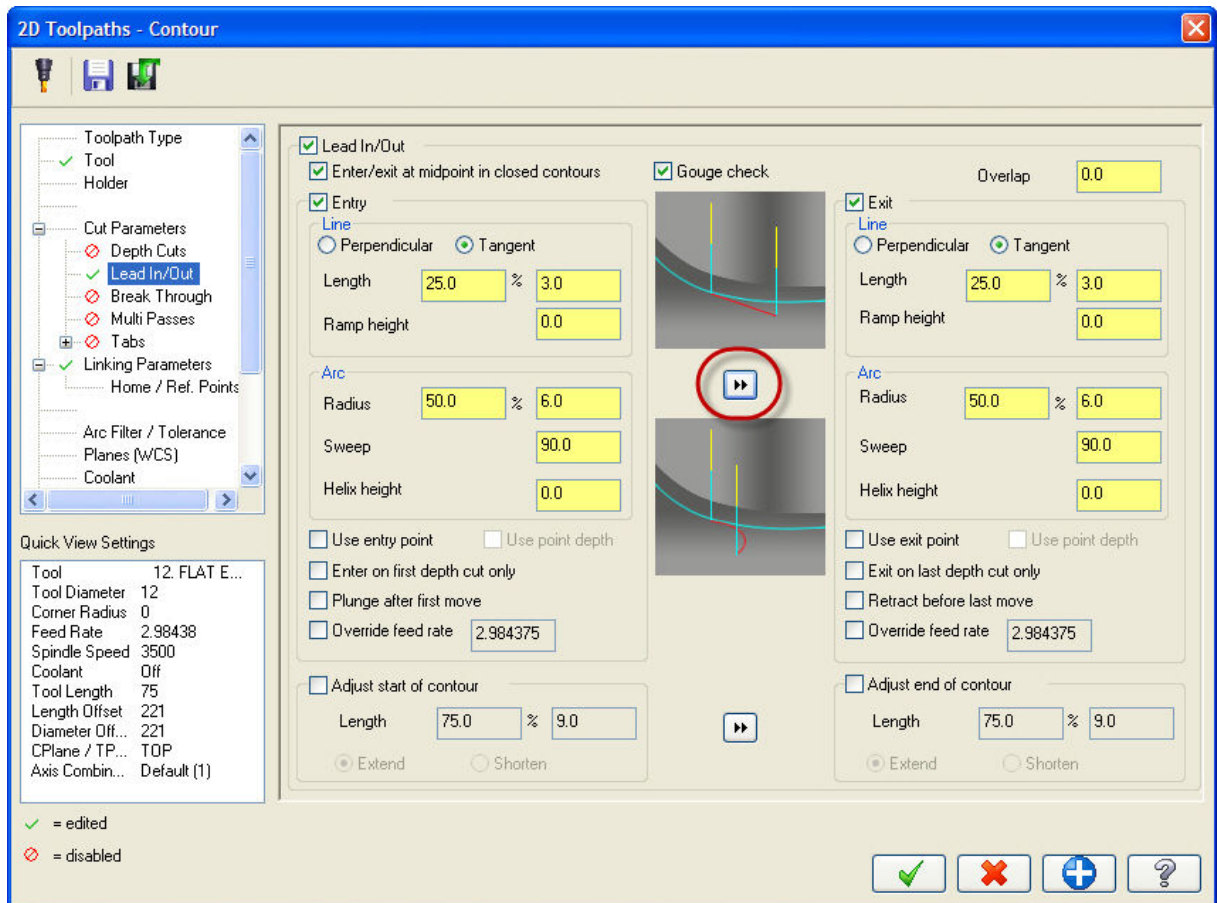 2D Toolpaths - Contour
Toolpath Type
Tool
Holder
Cut Parameters
Depth Cuts
Lead In/Out
Break Through
Multi Passes
Tabs
Linking Parameters
Home / Ref. Points
Arc Filter / Tolerance
Planes (WCS)
Coolant
Quick View Settings
Tool 12. FLAT E...
Tool Diameter 12
Corner Radius 0
Feed Rate 2.98438
Spindle Speed 3500
Coolant Off
Tool Length 75
Length Offset 221
Diameter Off... 221
CPlane / TP... TOP
Axis Combin... Default (1)
= edited
= disabled
Lead In/Out
Enter/exit at midpoint in closed contours
Gouge check
Overlap 0.0
Entry
Line
Perpendicular Tangent
Length 25.0 % 3.0
Ramp height 0.0
Arc
Radius 50.0 % 6.0
Sweep 90.0
Helix height 0.0
Use entry point Use point depth
Enter on first depth cut only
Plunge after first move
Override feed rate 2.984375
Adjust start of contour
Length 75.0 % 9.0
Extend Shorten
Exit
Line
Perpendicular Tangent
Length 25.0 % 3.0
Ramp height 0.0
Arc
Radius 50.0 % 6.0
Sweep 90.0
Helix height 0.0
Use exit point Use point depth
Exit on last depth cut only
Retract before last move
Override feed rate 2.984375
Adjust end of contour
Length 75.0 % 9.0
Extend Shorten